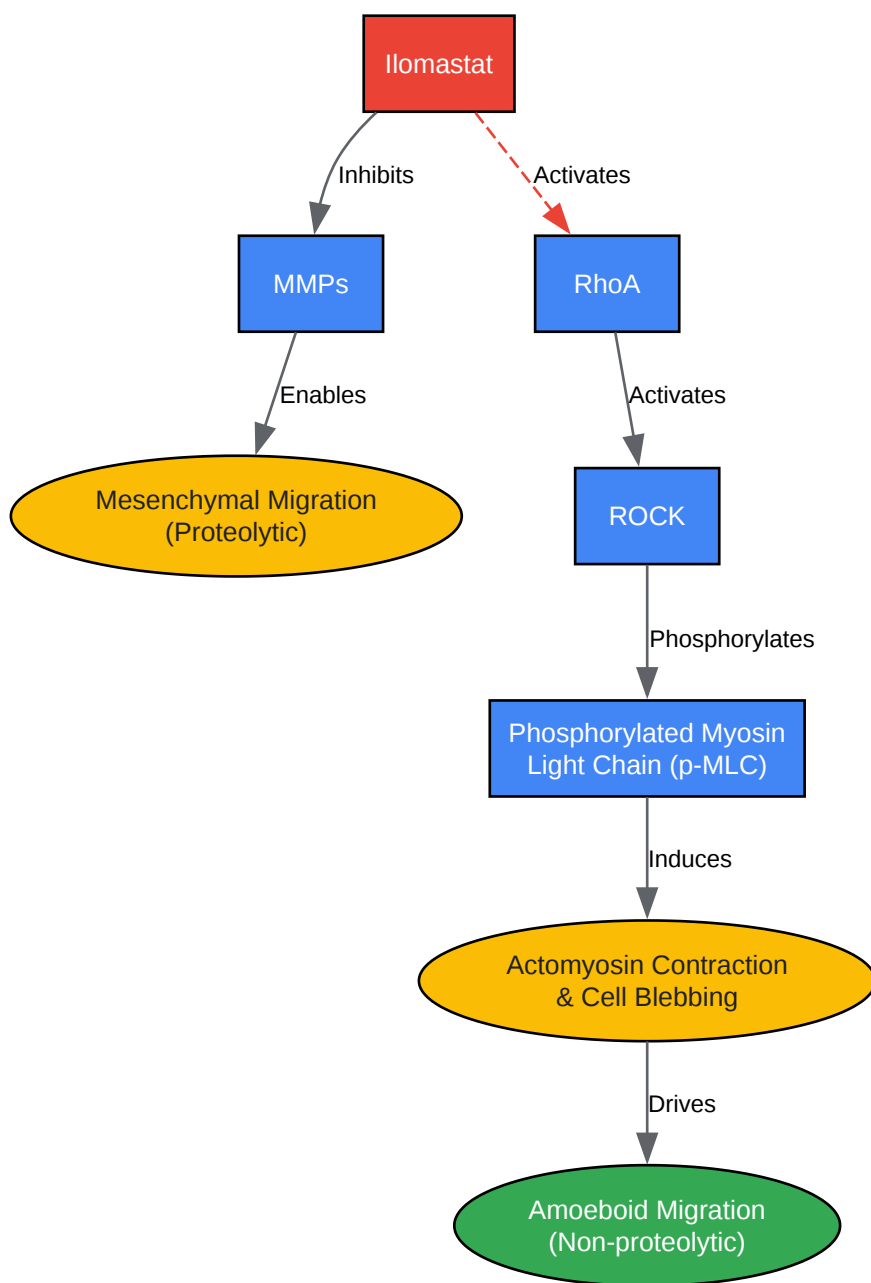 Ilomastat
Inhibits
Activates
MMPs
RhoA
Enables
Activates
Mesenchymal Migration
(Proteolytic)
ROCK
Phosphorylates
Phosphorylated Myosin
Light Chain (p-MLC)
Induces
Actomyosin Contraction
& Cell Blebbing
Drives
Amoeboid Migration
(Non-proteolytic)